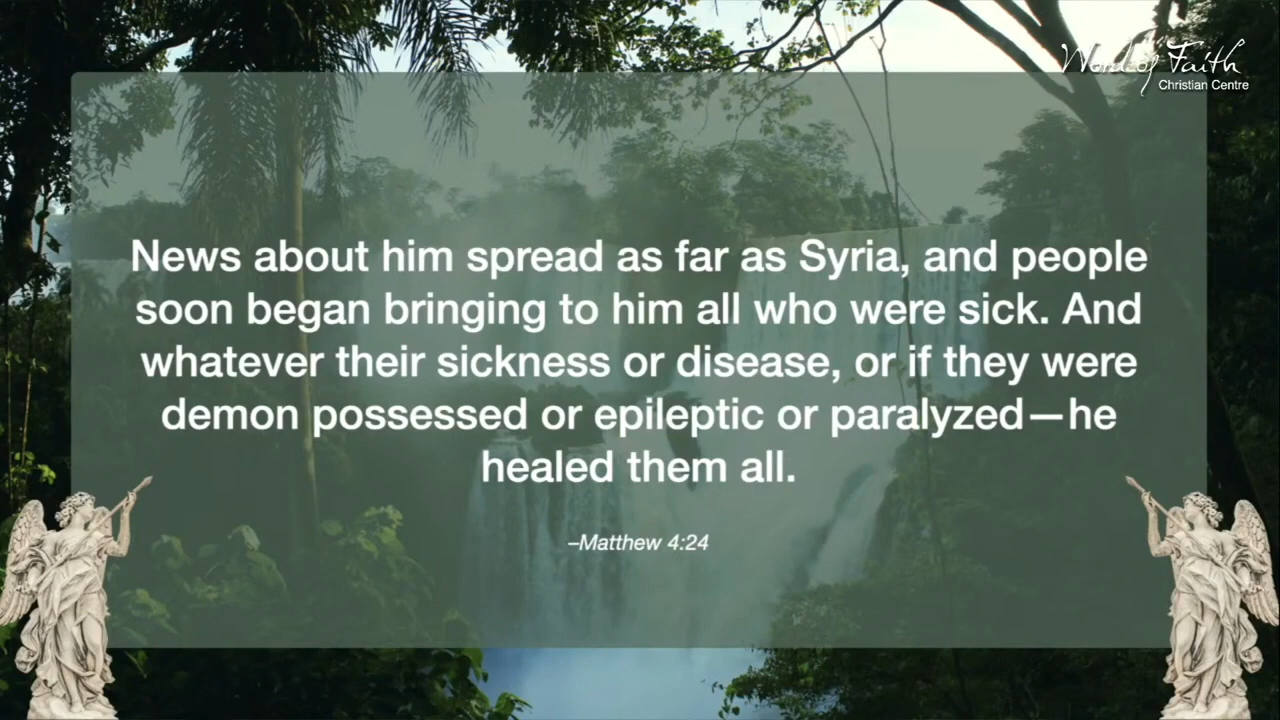 Word of Faith
Christian Centre
News about him spread as far as Syria, and people
soon began bringing to him all who were sick. And
whatever their sickness or disease, or if they were
demon possessed or epileptic or paralyzed—he
healed them all.
–Matthew 4:24